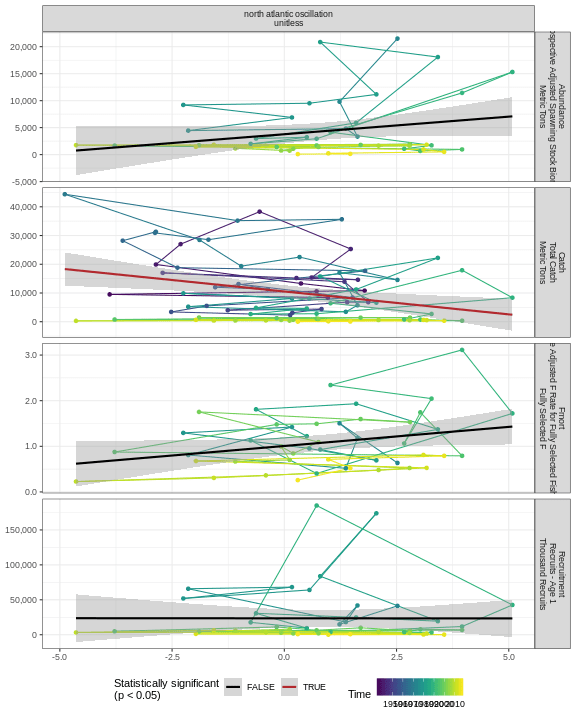 north atlantic oscillation
unitless
20,000
15,000
10,000
5,000
0
-5,000
Abundance
Adjusted Spawning Stock
Metric Tons
40,000
30,000
20,000
10,000
0
Catch
Total Catch
Metric Tons
3.0
2.0
1.0
0.0
Fmort
Adjusted F Rate for Fully Selected
Fully Selected F
150,000
100,000
50,000
0
Recruitment
Recruits - Age 1
Thousand Recruits
-5.0
-2.5
0.0
2.5
5.0
Statistically significant
(p < 0.05)
FALSE
TRUE
Time